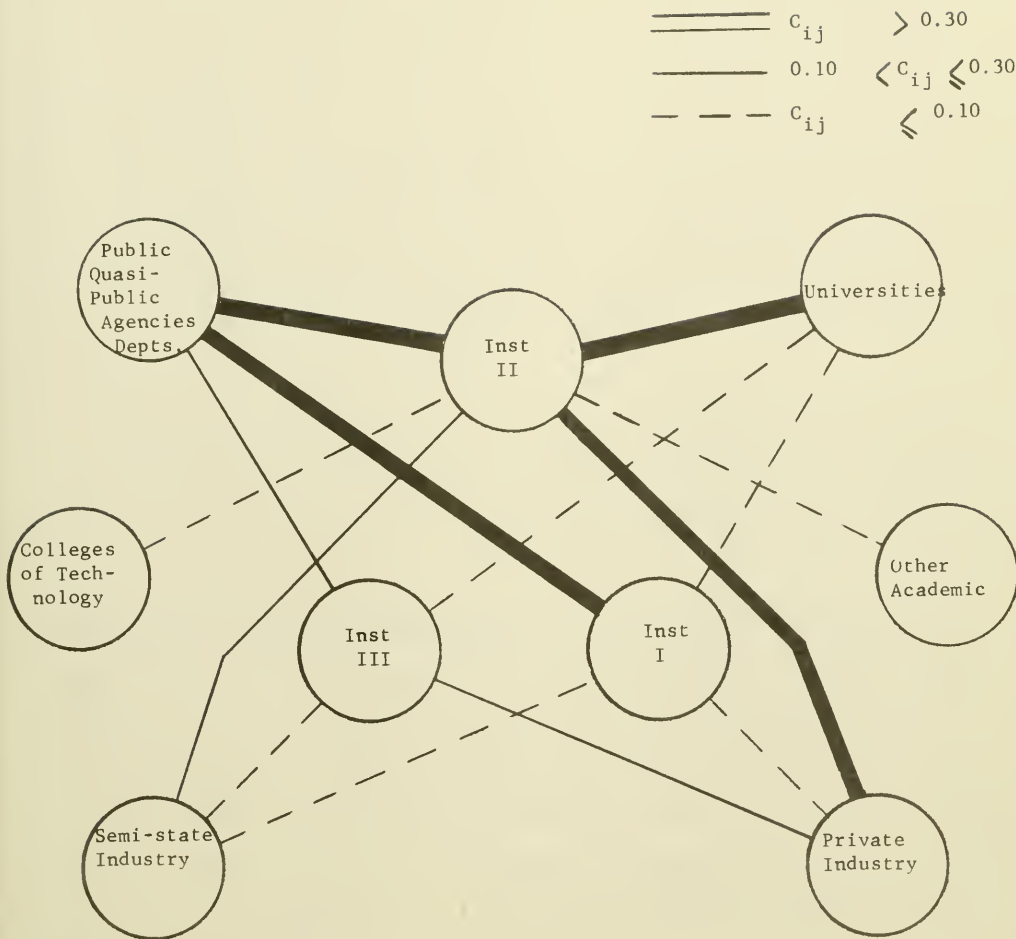 C_ij > 0.30
0.10 < C_ij ⩽ 0.30
C_ij ⩽ 0.10
Public
Quasi-
Public
Agencies
Depts.
Universities
Inst
II
Colleges
of Tech-
nology
Other
Academic
Inst
III
Inst
I
Semi-state
Industry
Private
Industry